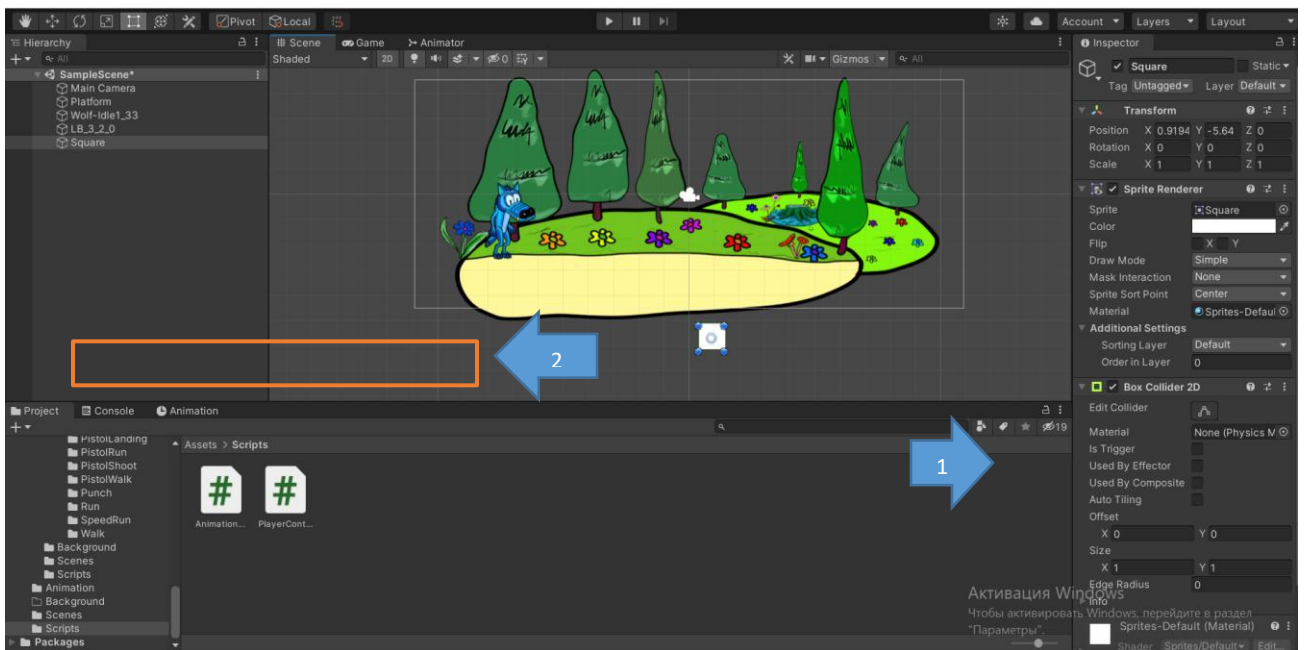 Pivot Local Account Layers Layout
Hierarchy
All
SampleScene*
Main Camera
Platform
Wolf-Idle1_33
LB_3_2_0
Square
Scene Game Animator
Shaded 2D 0 Gizmos All
2
1
Inspector
Square Static
Tag Untagged Layer Default
Transform
Position X 0.9194 Y -5.64 Z 0
Rotation X 0 Y 0 Z 0
Scale X 1 Y 1 Z 1
Sprite Renderer
Sprite Square
Color
Flip X Y
Draw Mode Simple
Mask Interaction None
Sprite Sort Point Center
Material Sprites-Defaul
Additional Settings
Sorting Layer Default
Order in Layer 0
Box Collider 2D
Edit Collider
Material None (Physics M
Is Trigger
Used By Effector
Used By Composite
Auto Tiling
Offset
X 0 Y 0
Size
X 1 Y 1
Edge Radius 0
Info
Sprites-Default (Material)
Shader Sprites/Default Edit...
Project Console Animation
19
PistolLanding
PistolRun
PistolShoot
PistolWalk
Punch
Run
SpeedRun
Walk
Background
Scenes
Scripts
Animation
Background
Scenes
Scripts
Packages
Assets > Scripts
# #
Animation... PlayerCont...
Активация Windows
Чтобы активировать Windows, перейдите в раздел
"Параметры".